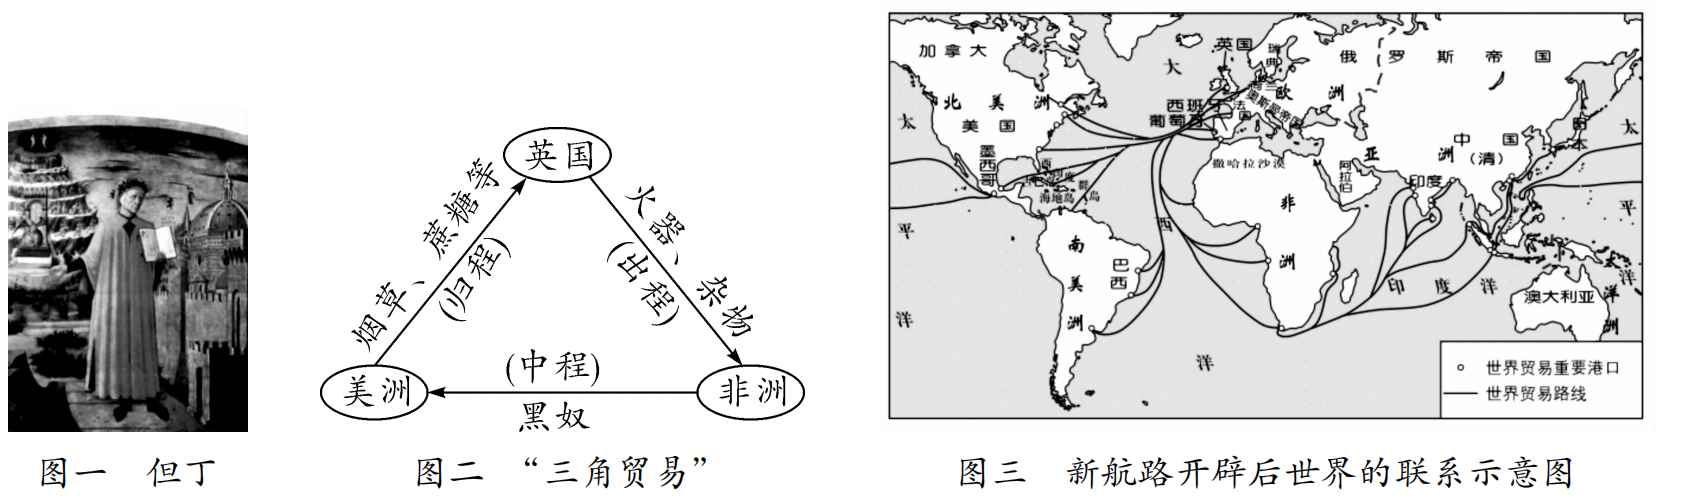 图一 但丁
英国
烟草、蔗糖等
(归程)
火器、杂物
(出程)
美洲
(中程)
黑奴
非洲
图二 “三角贸易”
加拿大
北美洲
美国
墨西哥
海地岛
群岛
英国
瑞典
西班牙
葡萄牙
法国
奥斯曼帝国
欧洲
俄罗斯帝国
撒哈拉沙漠
阿拉伯
亚洲
中国
(清)
日本
印度
非洲
南美洲
巴西
太平洋
大西洋
印度洋
太平洋
澳大利亚
洋洲
世界贸易重要港口
世界贸易路线
图三 新航路开辟后世界的联系示意图